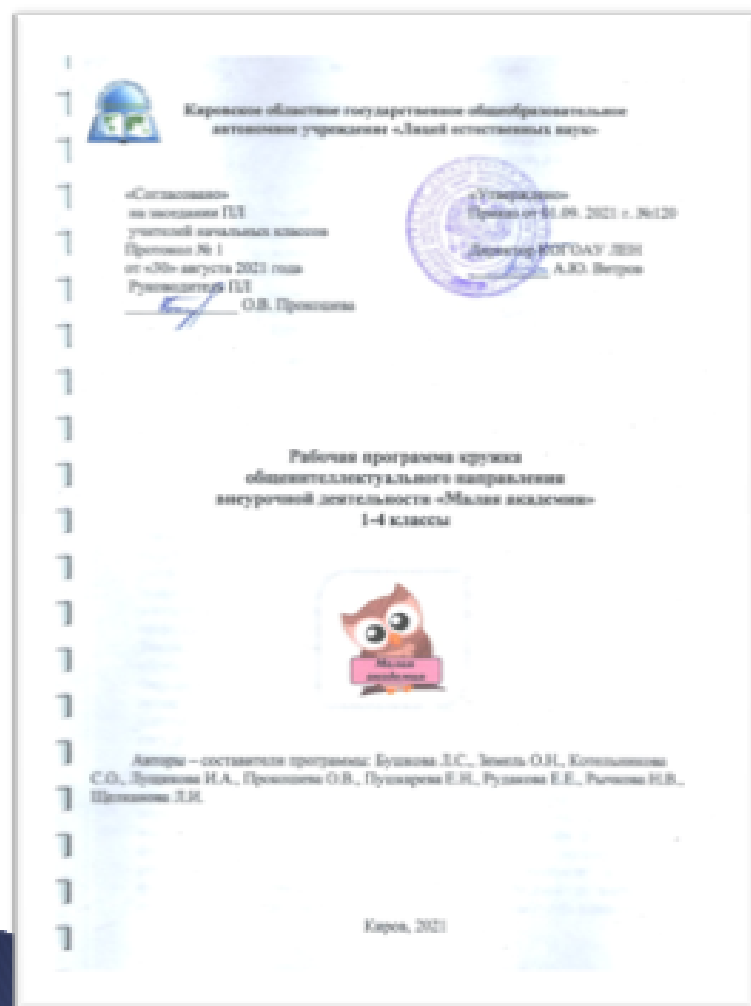 Кировское областное государственное общеобразовательное
автономное учреждение «Лицей естественных наук»
«Согласовано»
на заседании ПЛ
учителей начальных классов
Протокол № 1
от «30» августа 2021 года
Руководитель ПЛ
О.В. Прокошева
«Утверждено»
Приказ от 01.09. 2021 г. №120
Директор КОГОАУ ЛЕН
А.Ю. Ветров
Рабочая программа кружка
общеинтеллектуального направления
внеурочной деятельности «Малая академия»
1-4 классы
Малая
академия
Авторы – составители программы: Бушкова Л.С., Земель О.Н., Котельникова
С.О., Лущикова И.А., Прокошева О.В., Пушкарева Е.Н., Рудакова Е.Е., Рычкова Н.В.,
Л.И.
Киров, 2021